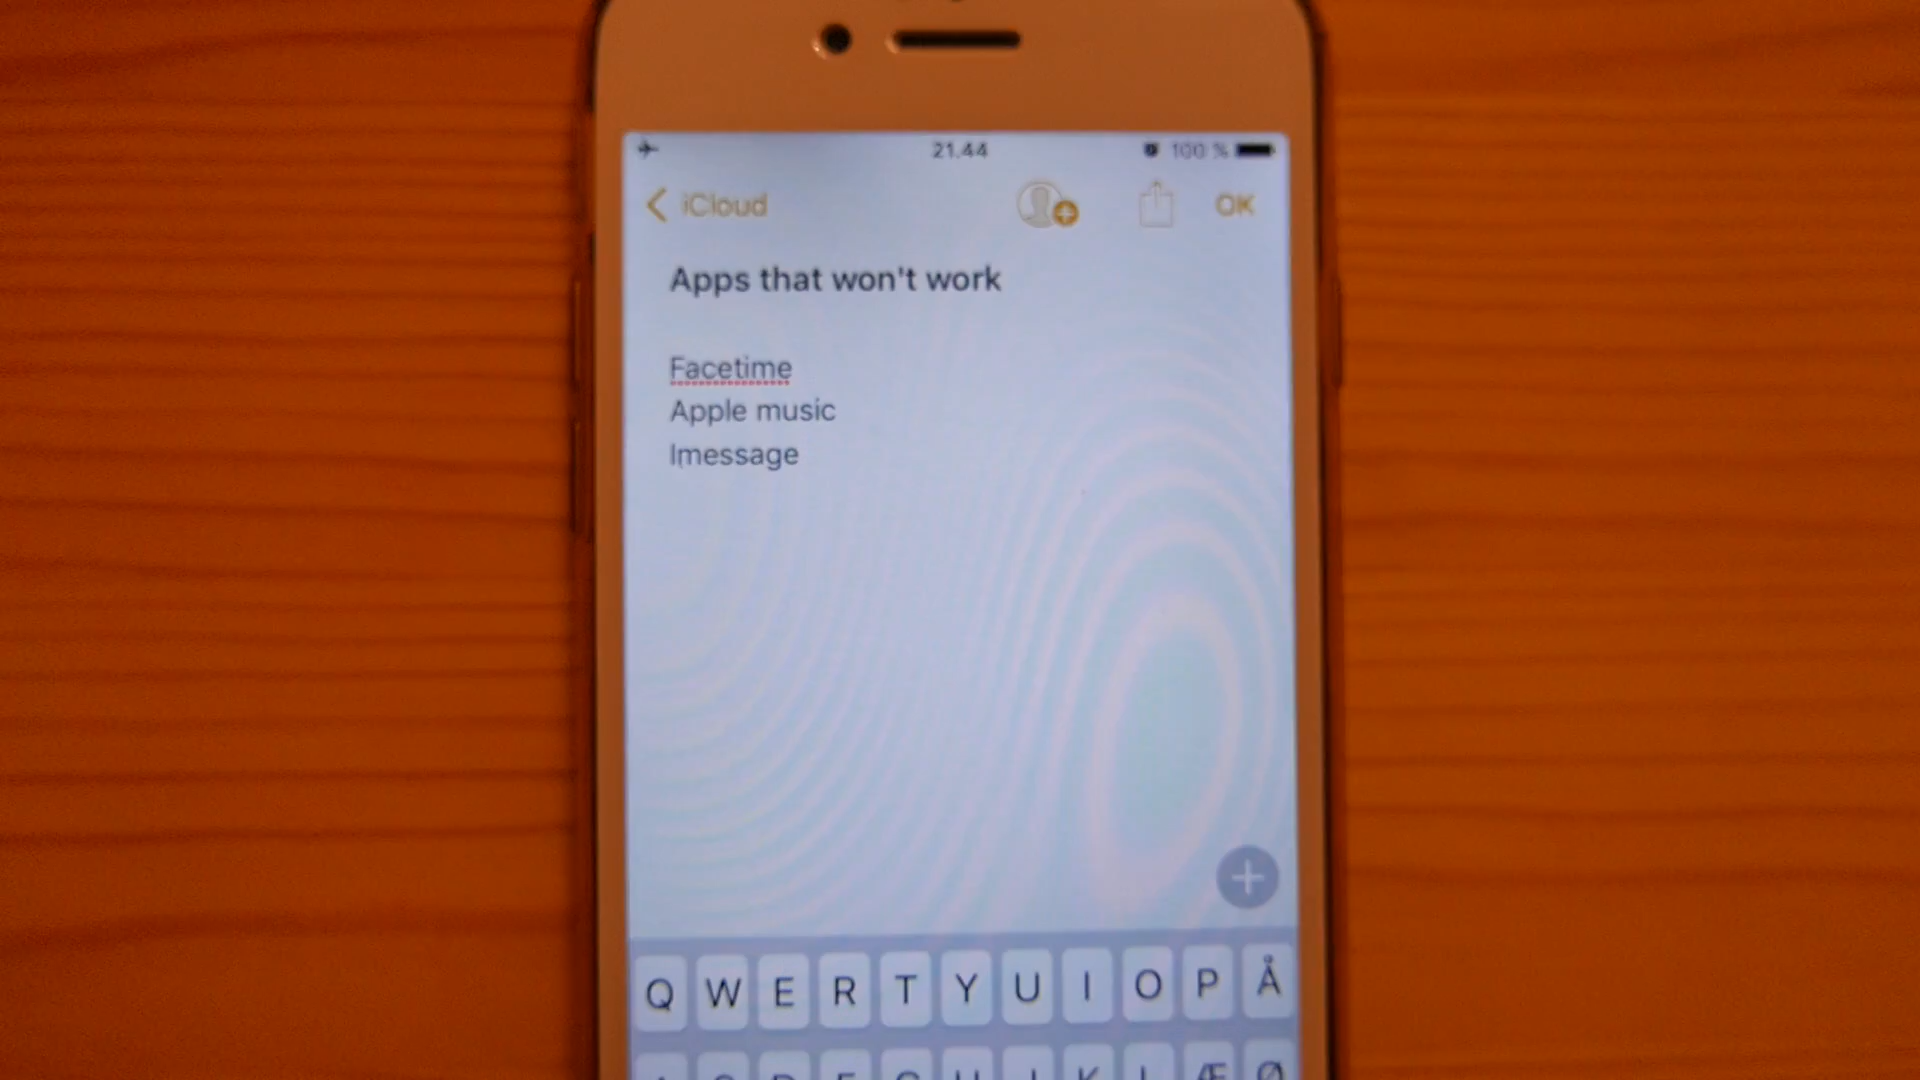 21.44 100 %
iCloud OK
Apps that won't work
Facetime
Apple music
Imessage
Q W E R T Y U I O P Å
K L Æ Ø